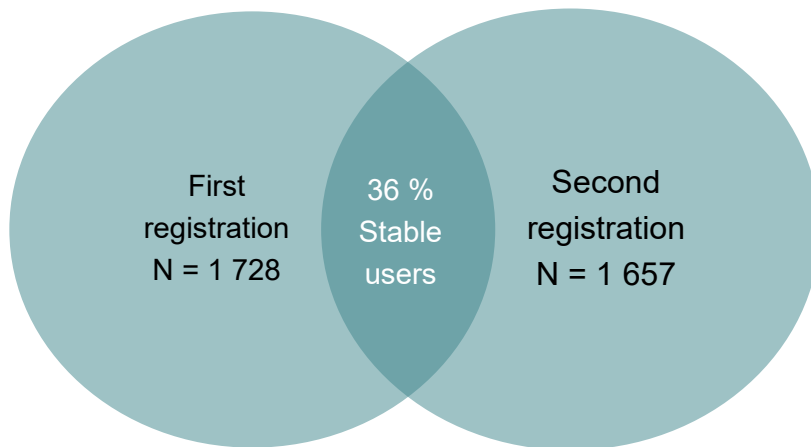 First
registration
N = 1 728
36 %
Stable
users
Second
registration
N = 1 657